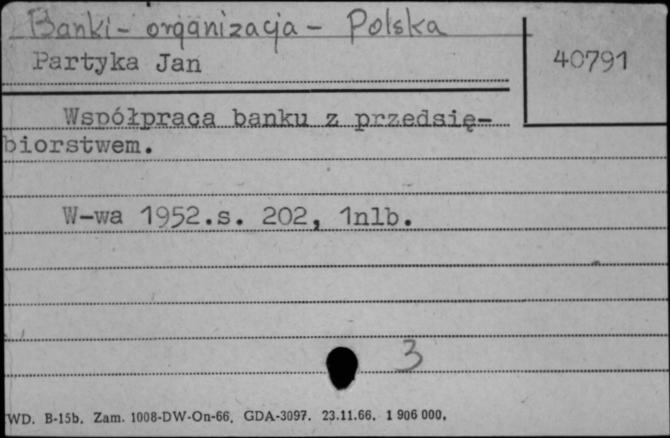 Banki - organizacja - Polska
Partyka Jan
40791
Współpraca banku z przedsię-
biorstwem.
W-wa 1952.s. 202, 1nlb.
3
WD. B-15b. Zam. 1008-DW-On-66. GDA-3097. 23.11.66. 1 906 000.